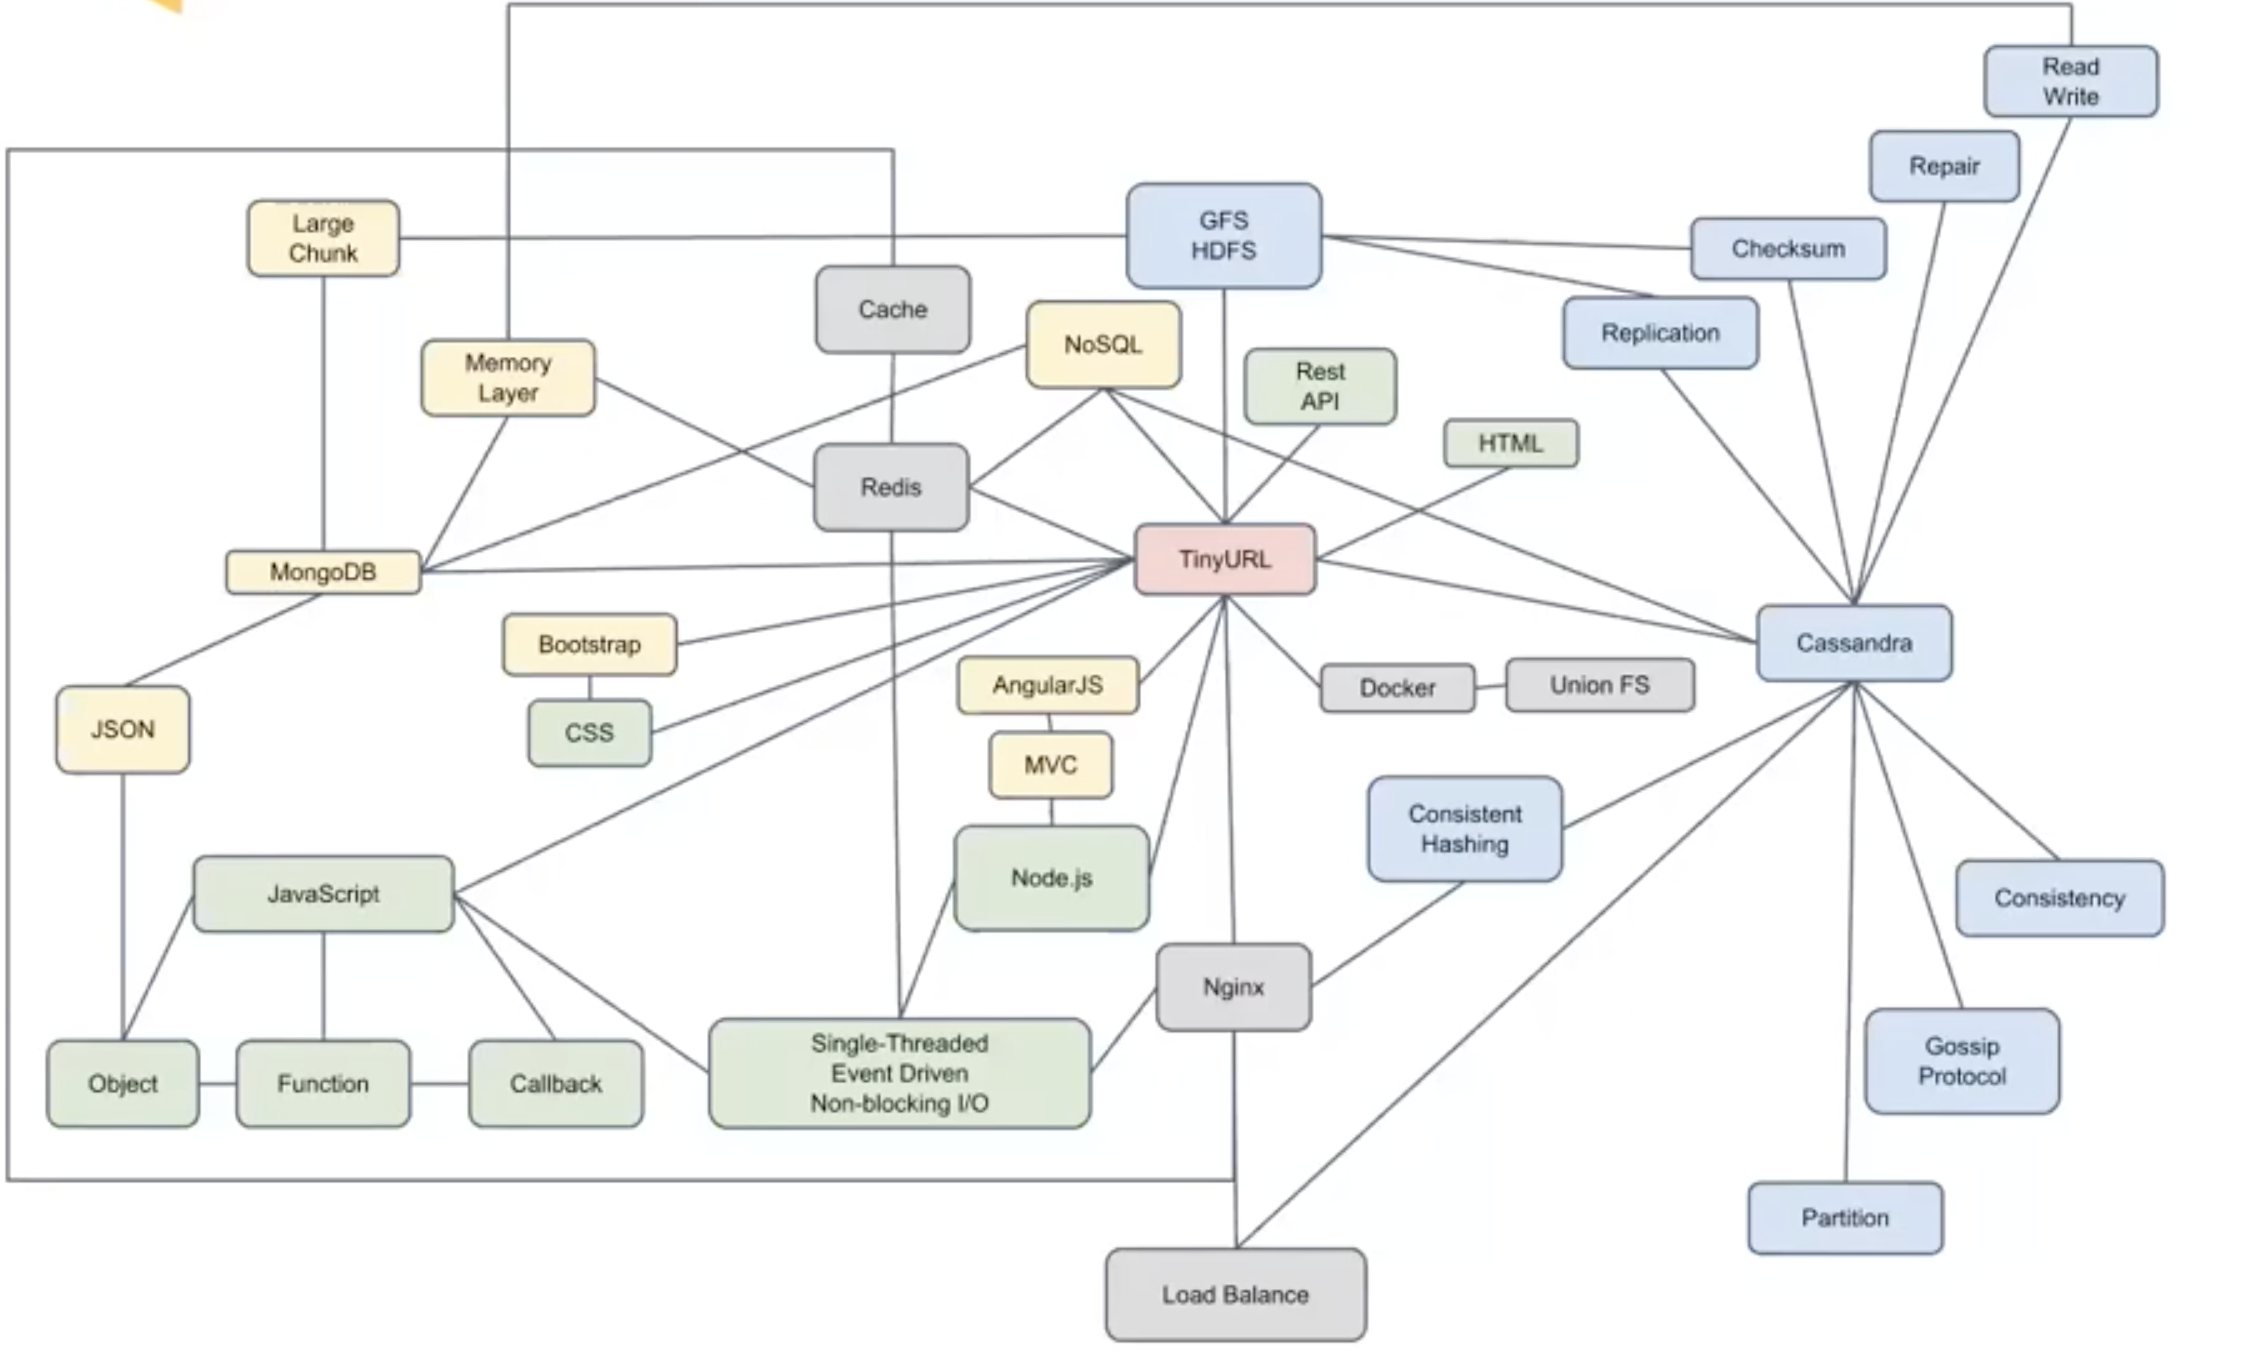 Read
Write
Repair
Large
Chunk
GFS
HDFS
Checksum
Cache
NoSQL
Replication
Memory
Layer
Rest
API
HTML
Redis
TinyURL
MongoDB
Bootstrap
Cassandra
AngularJS
Docker
Union FS
JSON
CSS
MVC
Consistent
Hashing
JavaScript
Node.js
Consistency
Nginx
Object
Function
Callback
Single-Threaded
Event Driven
Non-blocking I/O
Gossip
Protocol
Partition
Load Balance